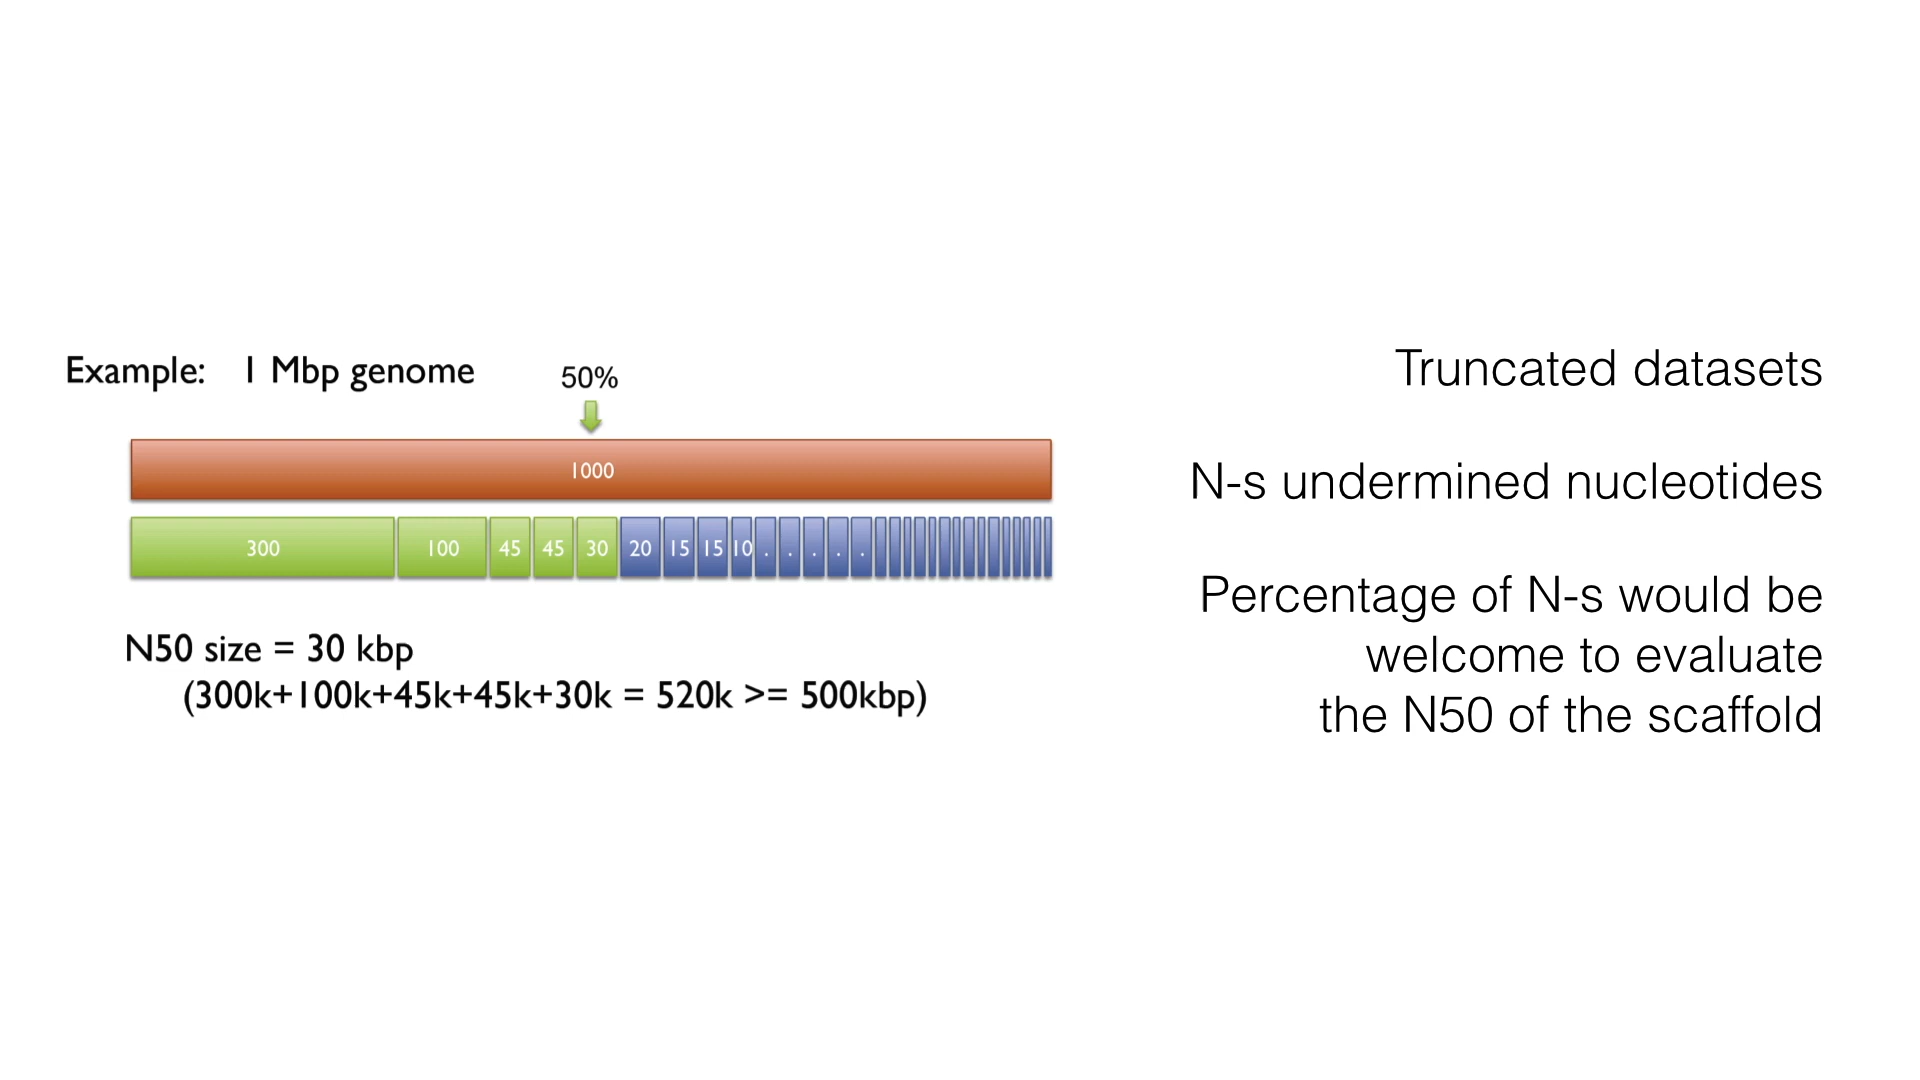 Example: 1 Mbp genome
50%
1000
300 100 45 45 30 20 15 15 10 . . . . .
N50 size = 30 kbp
(300k+100k+45k+45k+30k = 520k >= 500kbp)
Truncated datasets
N-s undermined nucleotides
Percentage of N-s would be
welcome to evaluate
the N50 of the scaffold